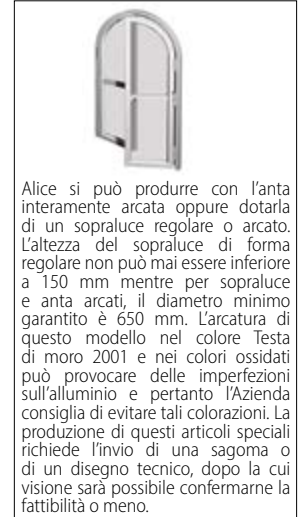 Alice si può produrre con l'anta
interamente arcata oppure dotarla
di un sopraluce regolare o arcato.
L'altezza del sopraluce di forma
regolare non può mai essere inferiore
a 150 mm mentre per sopraluce
e anta arcati, il diametro minimo
garantito è 650 mm. L'arcatura di
questo modello nel colore Testa
di moro 2001 e nei colori ossidati
può provocare delle imperfezioni
sull'alluminio e pertanto l'Azienda
consiglia di evitare tali colorazioni. La
produzione di questi articoli speciali
richiede l'invio di una sagoma o
di un disegno tecnico, dopo la cui
visione sarà possibile confermarne la
fattibilità o meno.